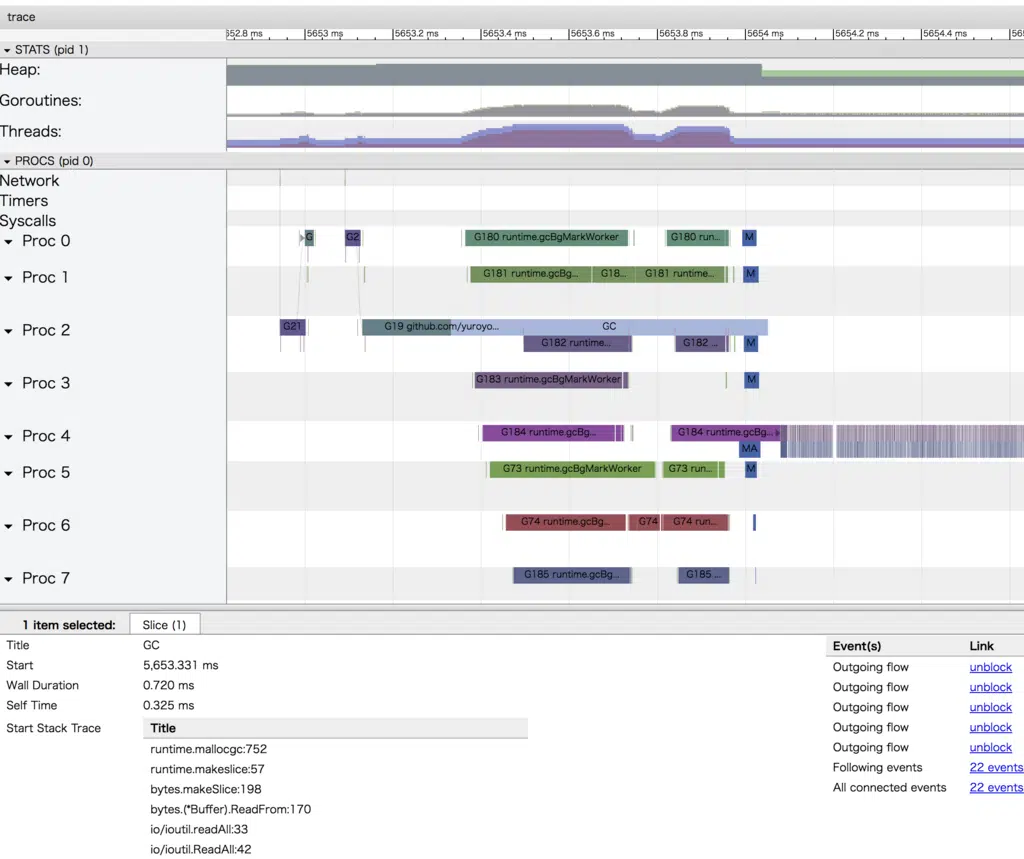 trace
5653 ms
5653.2 ms
5653.4 ms
5653.6 ms
5653.8 ms
5654 ms
5654.2 ms
5654.4 ms
STATS (pid 1)
Heap:
Goroutines:
Threads:
PROCS (pid 0)
Network
Timers
Syscalls
Proc 0
G
G2
G180 runtime.gcBgMarkWorker
G180 run...
M
Proc 1
G181 runtime.gcBg...
G18...
G181 runtime...
M
Proc 2
G21
G19 github.com/yuroyo...
GC
G182 runtime...
G182 ...
M
Proc 3
G183 runtime.gcBgMarkWorker
M
Proc 4
G184 runtime.gcBg...
G184 runtime.gcBg...
MA
Proc 5
G73 runtime.gcBgMarkWorker
G73 run...
M
Proc 6
G74 runtime.gcBg...
G74
G74 run...
Proc 7
G185 runtime.gcBg...
G185 ...
1 item selected:
Slice (1)
Title GC
Start 5,653.331 ms
Wall Duration 0.720 ms
Self Time 0.325 ms
Start Stack Trace
Title
runtime.mallocgc:752
runtime.makeslice:57
bytes.makeSlice:198
bytes.(*Buffer).ReadFrom:170
io/ioutil.readAll:33
io/ioutil.ReadAll:42
Event(s) Link
Outgoing flow unblock
Outgoing flow unblock
Outgoing flow unblock
Outgoing flow unblock
Outgoing flow unblock
Following events 22 events
All connected events 22 events